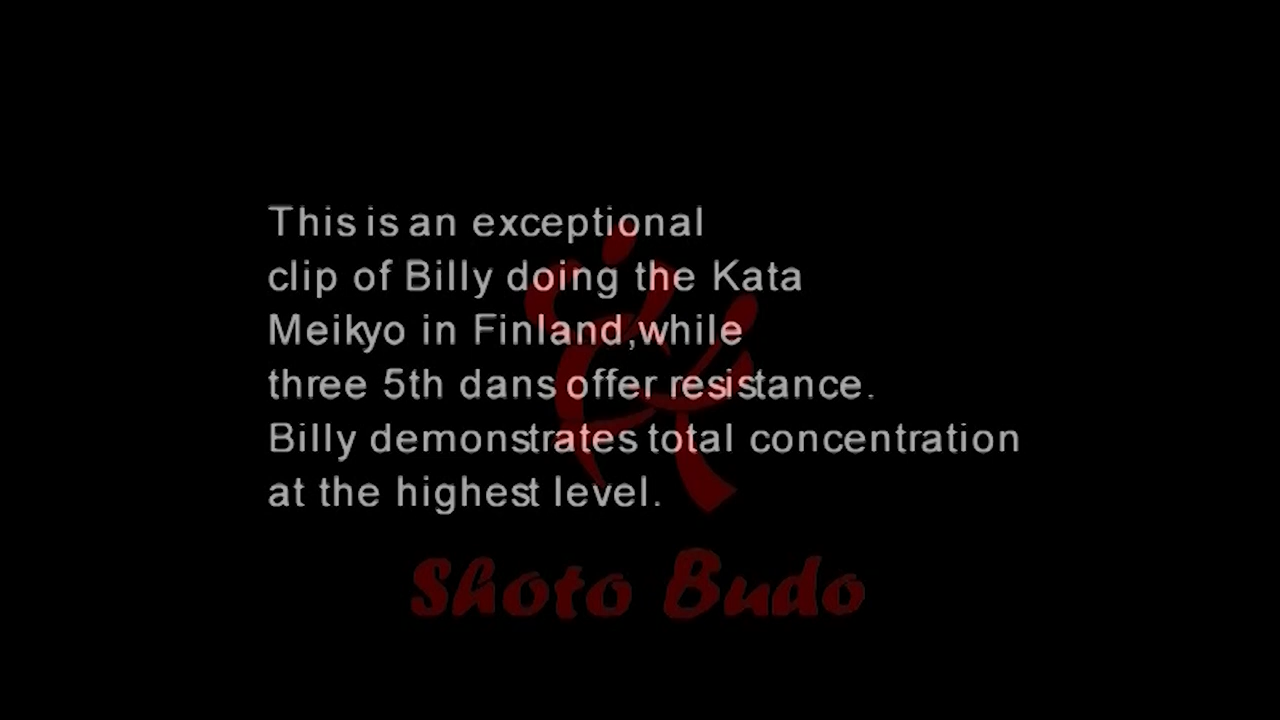 This is an exceptional
clip of Billy doing the Kata
Meikyo in Finland,while
three 5th dans offer resistance.
Billy demonstrates total concentration
at the highest level.
Shoto Budo